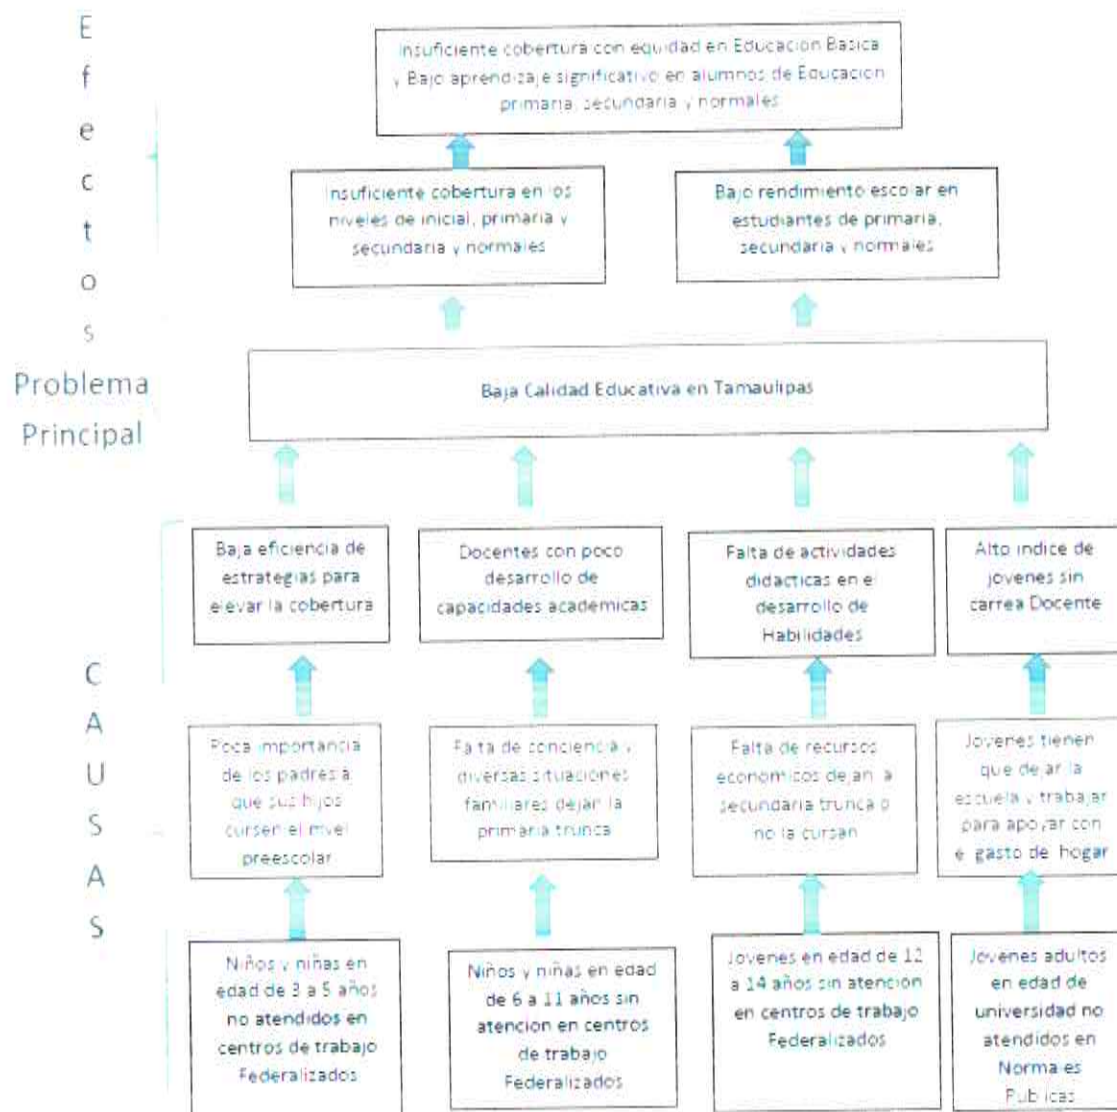 Efectos
Insuficiente cobertura con equidad en Educación Basica
y Bajo aprendizaje significativo en alumnos de Educación
primaria, secundaria y normales
Insuficiente cobertura en los
niveles de inicial, primaria y
secundaria y normales
Bajo rendimiento escolar en
estudiantes de primaria,
secundaria y normales
Problema
Principal
Baja Calidad Educativa en Tamaulipas
CAUSAS
Baja eficiencia de
estrategias para
elevar la cobertura
Docentes con poco
desarrollo de
capacidades academicas
Falta de actividades
didacticas en el
desarrollo de
Habilidades
Alto indice de
jovenes sin
carrea Docente
Poca importancia
de los padres a
que sus hijos
cursen el nivel
preescolar
Falta de conciencia y
diversas situaciones
familiares dejan la
primaria trunca
Falta de recursos
economicos dejan la
secundaria trunca o
no la cursan
Jovenes tienen
que dejar la
escuela y trabajar
para apoyar con
el gasto del hogar
Niños y niñas en
edad de 3 a 5 años
no atendidos en
centros de trabajo
Federalizados
Niños y niñas en edad
de 6 a 11 años sin
atencion en centros
de trabajo
Federalizados
Jovenes en edad de 12
a 14 años sin atencion
en centros de trabajo
Federalizados
Jovenes adultos
en edad de
universidad no
atendidos en
Normales
Publicas